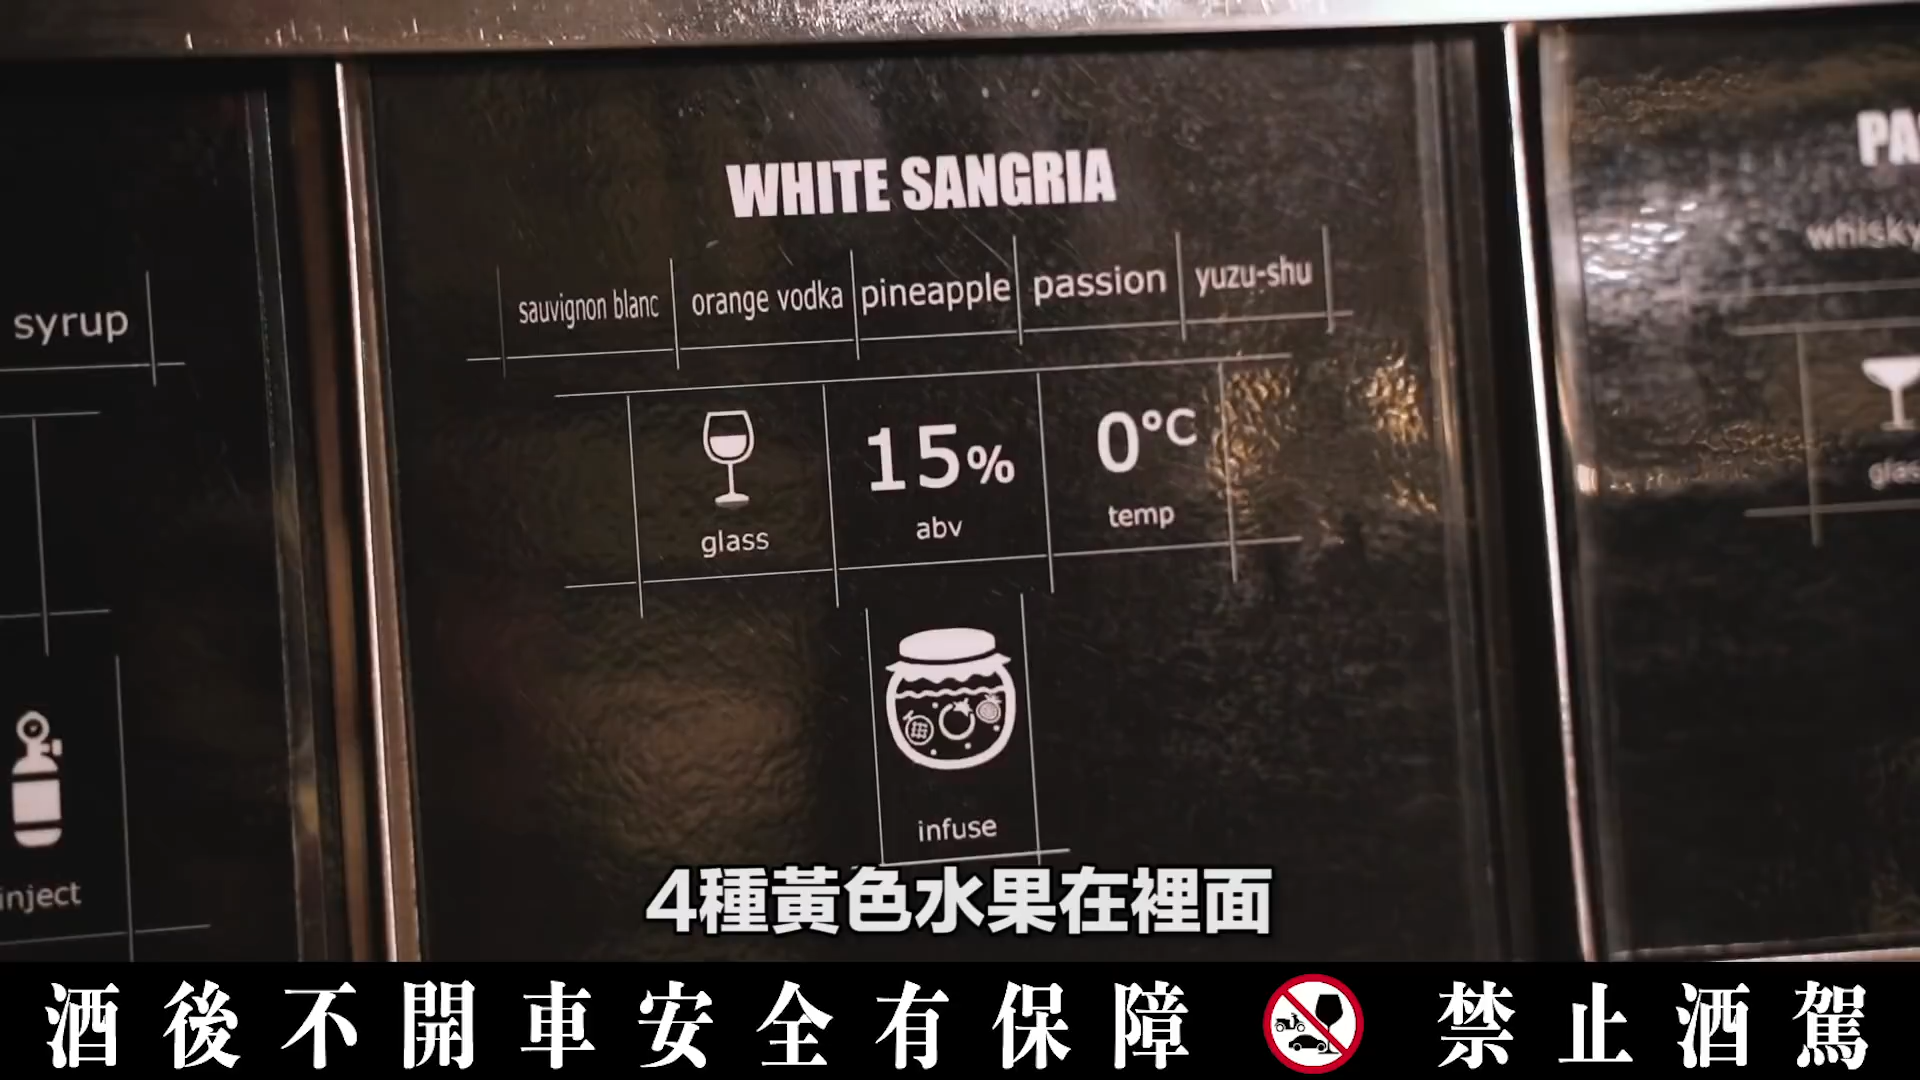 WHITE SANGRIA
sauvignon blanc orange vodka pineapple passion yuzu-shu
glass
15%
abv
0°C
temp
infuse
syrup
inject
whisky
4種黃色水果在裡面
酒後不開車安全有保障 禁止酒駕